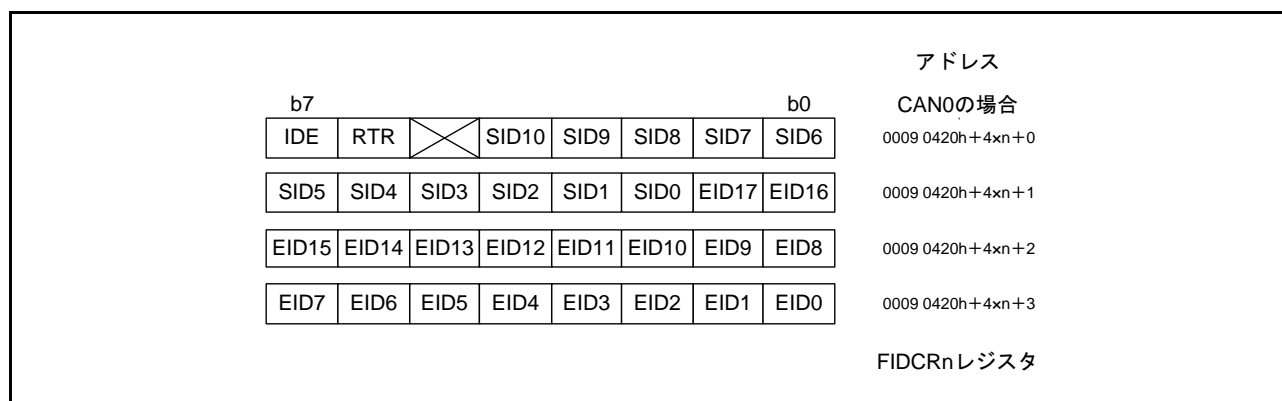 アドレス
b7 b0 CAN0の場合
IDE RTR SID10 SID9 SID8 SID7 SID6 0009 0420h+4×n+0
SID5 SID4 SID3 SID2 SID1 SID0 EID17 EID16 0009 0420h+4×n+1
EID15 EID14 EID13 EID12 EID11 EID10 EID9 EID8 0009 0420h+4×n+2
EID7 EID6 EID5 EID4 EID3 EID2 EID1 EID0 0009 0420h+4×n+3
FIDCRnレジスタ